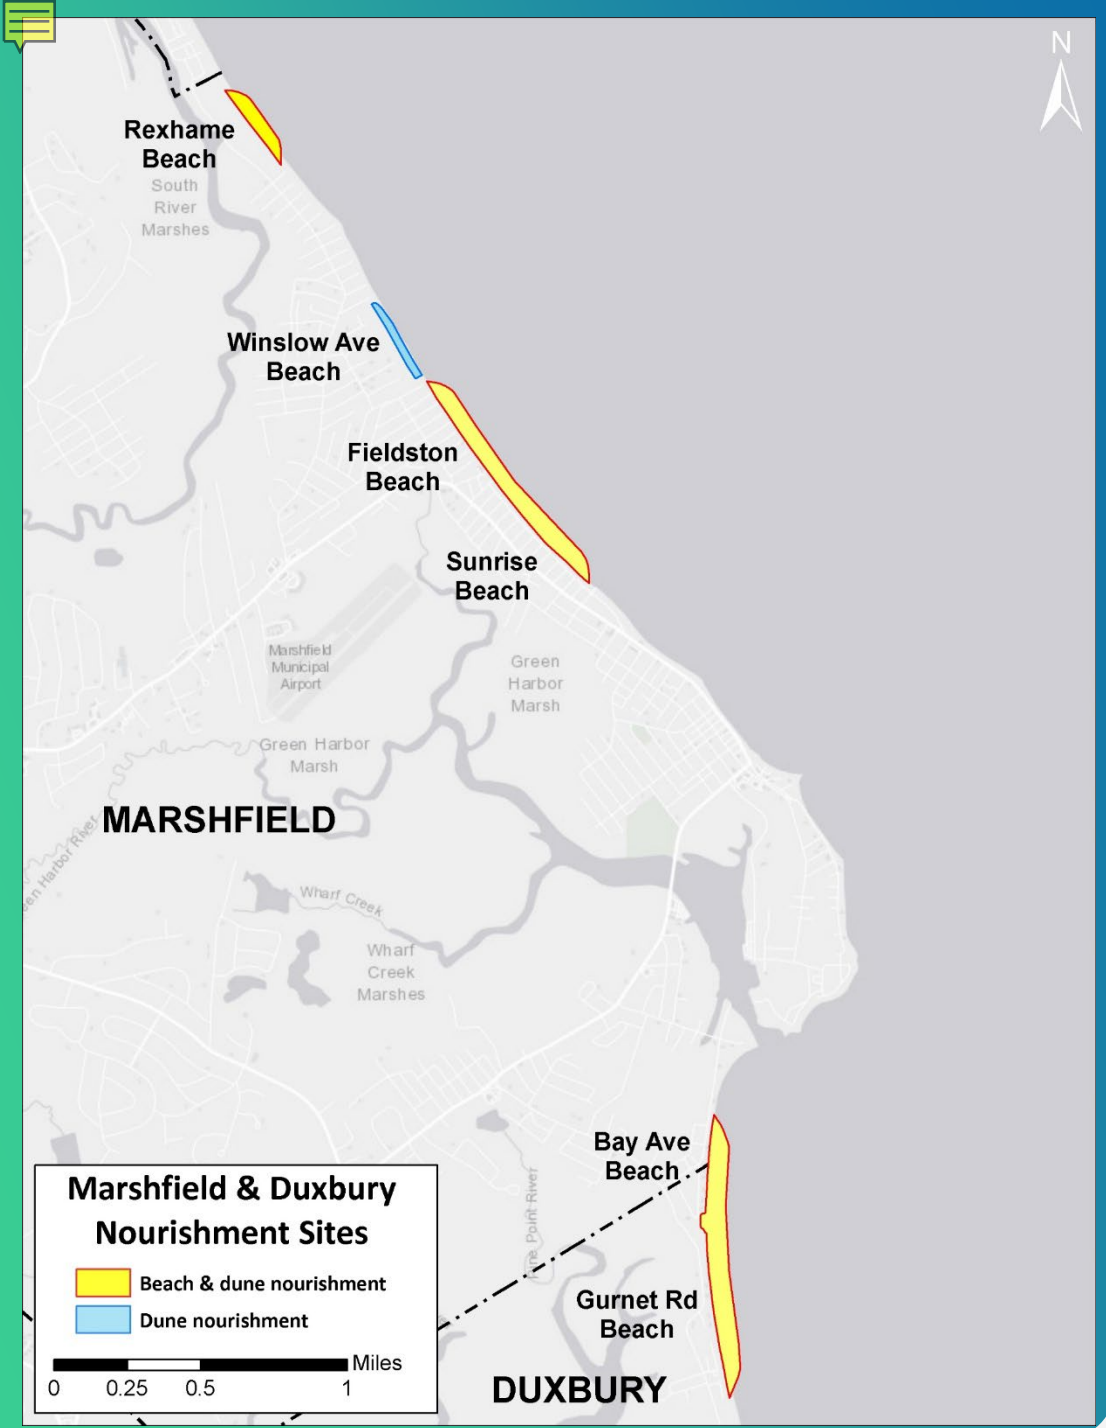 N
Rexhame
Beach
South
River
Marshes
Winslow Ave
Beach
Fieldston
Beach
Sunrise
Beach
Marshfield
Municipal
Airport
Green
Harbor
Marsh
Green Harbor
Marsh
MARSHFIELD
Harbor River
Wharf Creek
Wharf
Creek
Marshes
Bay Ave
Beach
Pine Point River
Gurnet Rd
Beach
DUXBURY
Marshfield & Duxbury
Nourishment Sites
Beach & dune nourishment
Dune nourishment
Miles
0 0.25 0.5 1